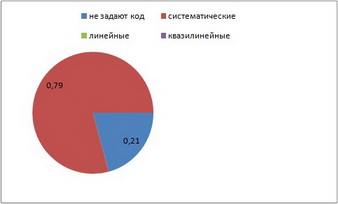 не задают код систематические
линейные квазилинейные
0,79
0,21